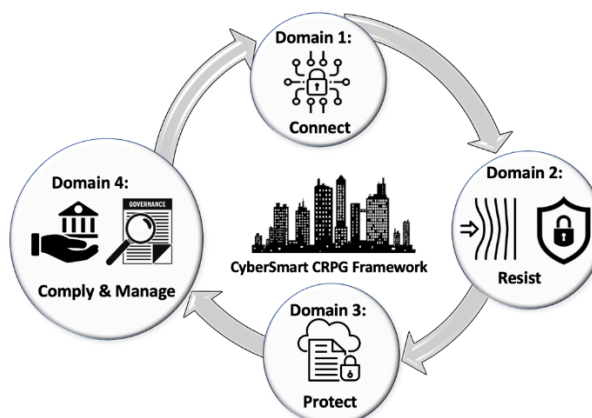 Domain 1:
Connect
Domain 2:
Resist
Domain 3:
Protect
Domain 4:
GOVERNANCE
Comply & Manage
CyberSmart CRPG Framework